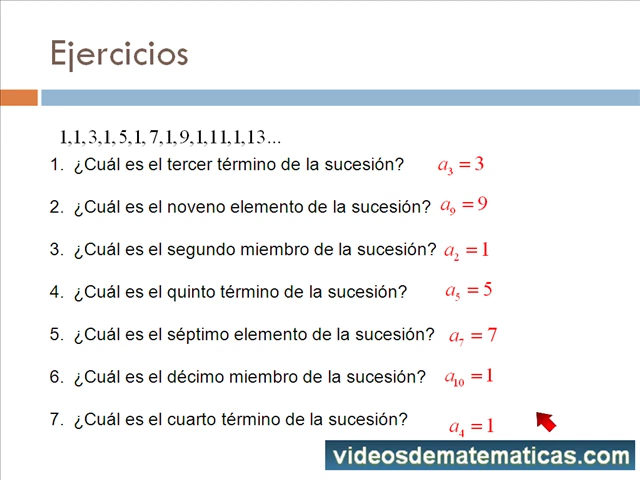 Ejercicios
1,1,3,1,5,1,7,1,9,1,11,1,13...
1. ¿Cuál es el tercer término de la sucesión? a₃ = 3
2. ¿Cuál es el noveno elemento de la sucesión? a₉ = 9
3. ¿Cuál es el segundo miembro de la sucesión? a₂ = 1
4. ¿Cuál es el quinto término de la sucesión? a₅ = 5
5. ¿Cuál es el séptimo elemento de la sucesión? a₇ = 7
6. ¿Cuál es el décimo miembro de la sucesión? a₁₀ = 1
7. ¿Cuál es el cuarto término de la sucesión? a₄ = 1
videosdematematicas.com